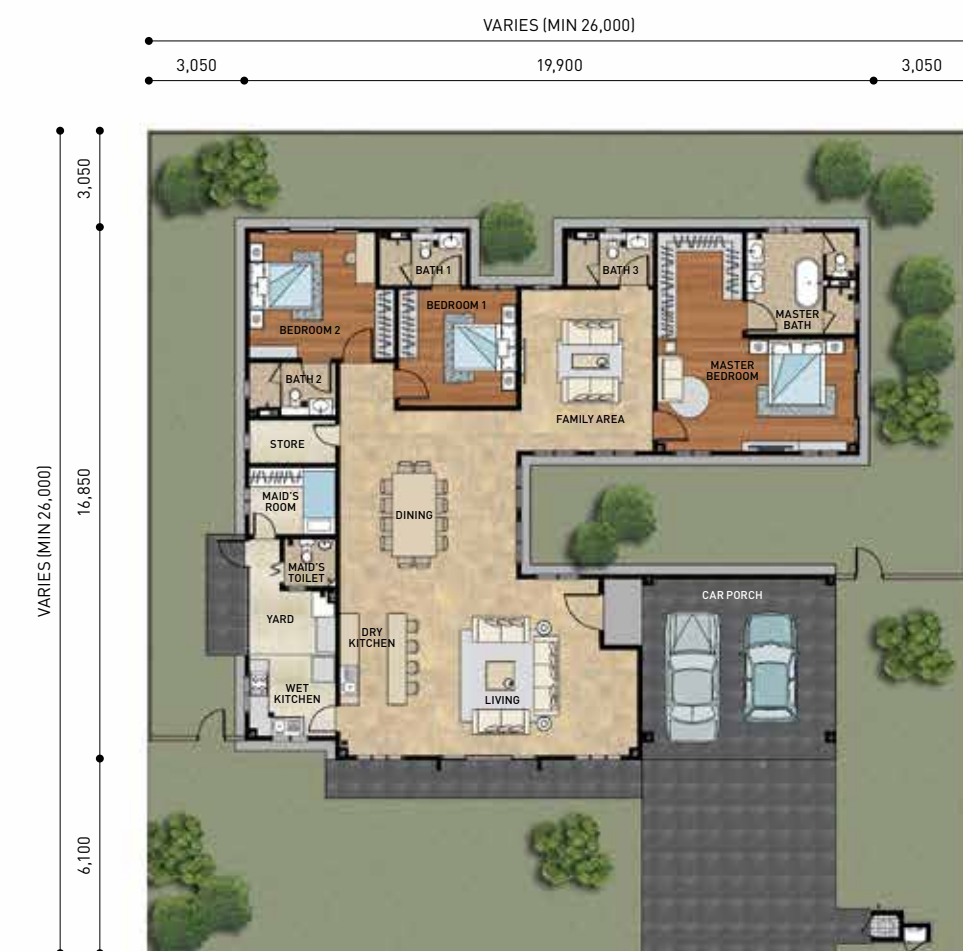 VARIES (MIN 26,000)
3,050
19,900
3,050
3,050
16,850
VARIES (MIN 26,000)
6,100
BATH 1
BATH 3
BEDROOM 1
BEDROOM 2
MASTER
BATH
MASTER
BEDROOM
BATH 2
FAMILY AREA
STORE
MAID'S
ROOM
DINING
MAID'S
TOILET
CAR PORCH
YARD
DRY
KITCHEN
WET
KITCHEN
LIVING